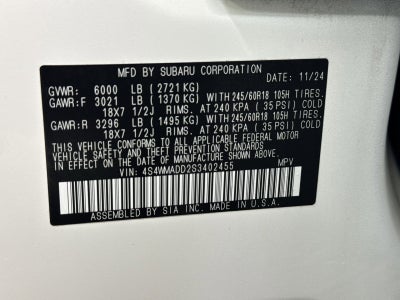 MFD BY SUBARU CORPORATION DATE: 11/24
GVWR: 6000 LB (2721 KG)
GAWR:F 3021 LB (1370 KG) WITH 245/60R18 105H TIRES.
18X7 1/2J RIMS. AT 240 KPA ( 35 PSI) COLD
GAWR:R 3296 LB (1495 KG) WITH 245/60R18 105H TIRES.
18X7 1/2J RIMS. AT 240 KPA ( 35 PSI) COLD
THIS VEHICLE CONFORMS TO ALL APPLICABLE FEDERAL MOTOR
VEHICLE SAFETY AND THEFT PREVENTION STANDARDS IN EFFECT
ON THE DATE OF MANUFACTURE SHOWN ABOVE.
VIN: 4S4WMADD2S3402455 MPV
ASSEMBLED BY SIA INC. MADE IN U.S.A.